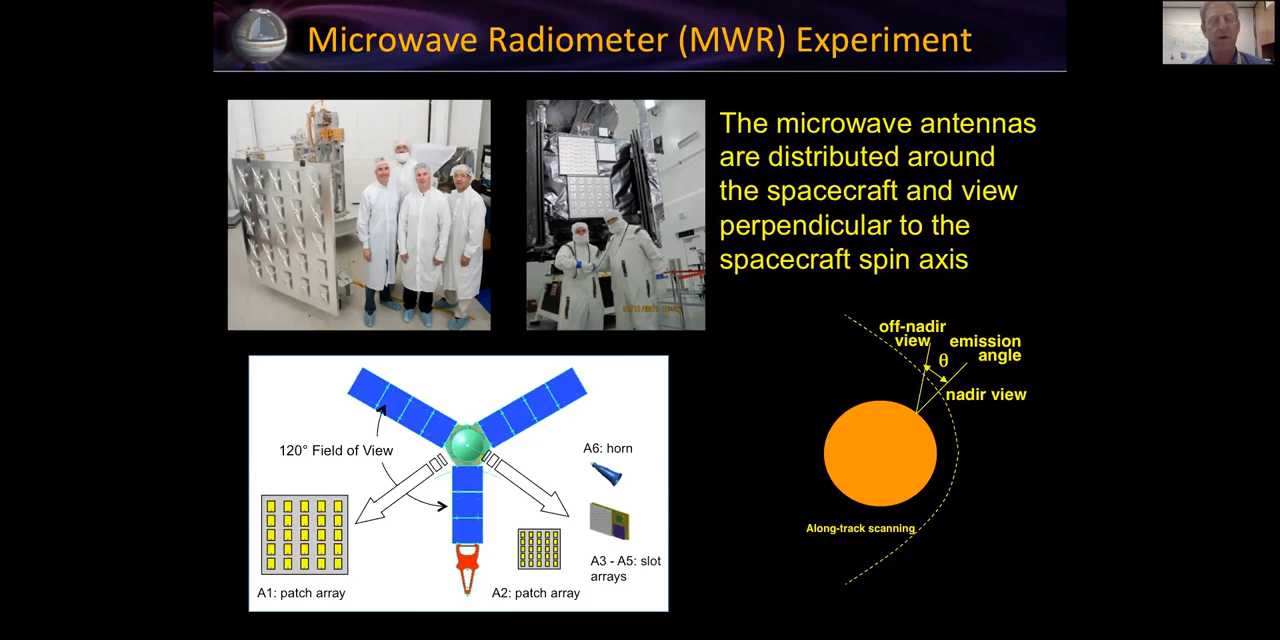 Microwave Radiometer (MWR) Experiment
The microwave antennas
are distributed around
the spacecraft and view
perpendicular to the
spacecraft spin axis
off-nadir
view
emission
angle
θ
nadir view
Along-track scanning
120° Field of View
A6: horn
A3 - A5: slot
arrays
A1: patch array
A2: patch array